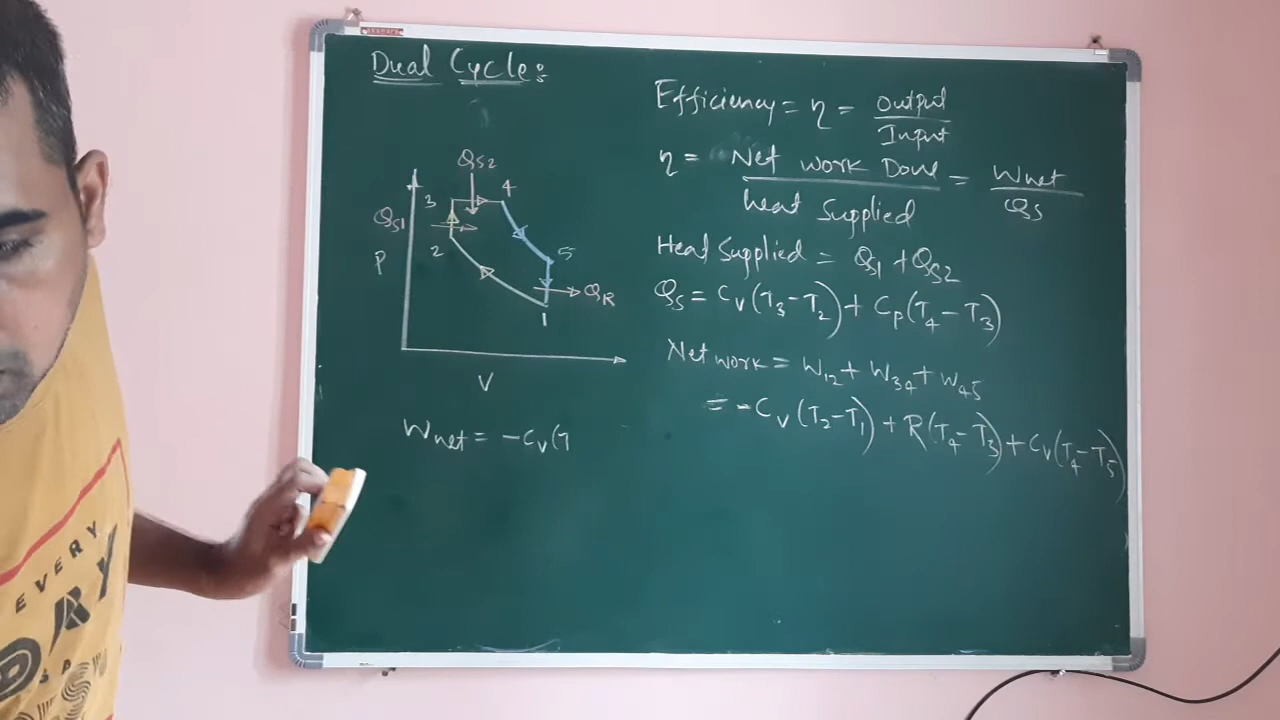 Dual Cycle:
QS2
3
4
QS1
2
5
P
QR
1
V
Wnet = -Cv(T
Efficiency = η = Output / Input
η = Net work Done / heat Supplied = Wnet / QS
Heat Supplied = QS1 + QS2
QS = Cv(T3-T2) + Cp(T4-T3)
Net work = W12 + W34 + W45
= -Cv(T2-T1) + R(T4-T3) + Cv(T4-T5)
EVERY